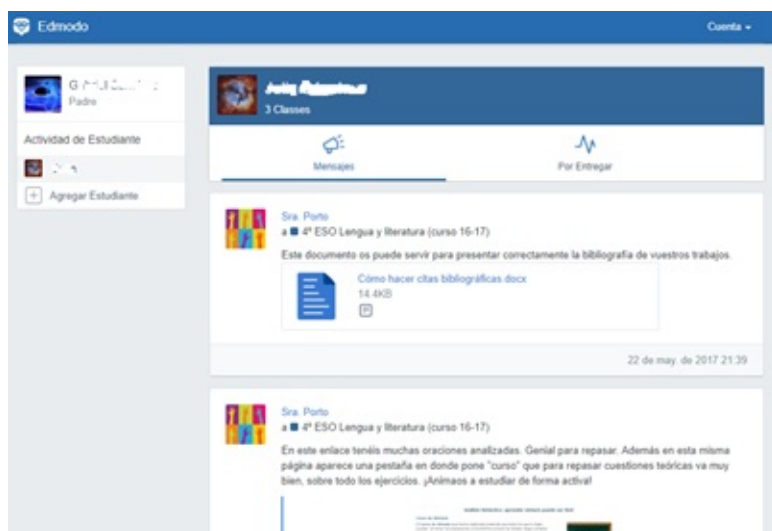 Edmodo
Cuenta
Padre
3 Classes
Actividad de Estudiante
Agregar Estudiante
Mensajes
Por Entregar
Sra. Porto
a 4º ESO Lengua y literatura (curso 16-17)
Este documento os puede servir para presentar correctamente la bibliografía de vuestros trabajos.
Cómo hacer citas bibliográficas.docx
14.4KB
22 de may. de 2017 21:39
Sra. Porto
a 4º ESO Lengua y literatura (curso 16-17)
En este enlace tenéis muchas oraciones analizadas. Genial para repasar. Además en esta misma
página aparece una pestaña en donde pone "curso" que para repasar cuestiones teóricas va muy
bien, sobre todo los ejercicios. ¡Animaos a estudiar de forma activa!